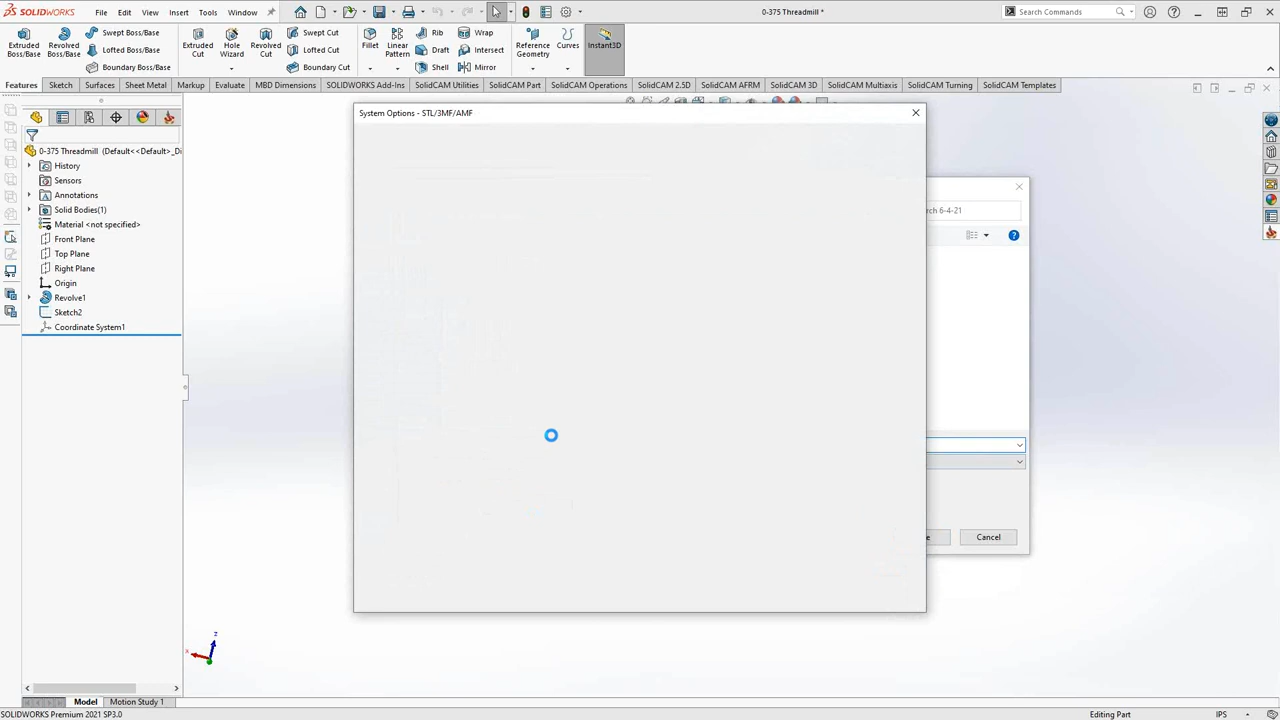 SOLIDWORKS File Edit View Insert Tools Window 0-375 Threadmill * Search Commands
Extruded Boss/Base Revolved Boss/Base Swept Boss/Base Lofted Boss/Base Boundary Boss/Base Extruded Cut Hole Wizard Revolved Cut Swept Cut Lofted Cut Boundary Cut Fillet Linear Pattern Rib Draft Shell Wrap Intersect Mirror Reference Geometry Curves Instant3D
Features Sketch Surfaces Sheet Metal Markup Evaluate MBD Dimensions SOLIDWORKS Add-Ins SolidCAM Utilities SolidCAM Part SolidCAM Operations SolidCAM 2.5D SolidCAM AFRM SolidCAM 3D SolidCAM Multiaxis SolidCAM Turning SolidCAM Templates
System Options - STL/3MF/AMF
0-375 Threadmill (Default<<Default>_Di
History
Sensors
Annotations
Solid Bodies(1)
Material <not specified>
Front Plane
Top Plane
Right Plane
Origin
Revolve1
Sketch2
Coordinate System1
rch 6-4-21
Cancel
z
x
Model Motion Study 1
SOLIDWORKS Premium 2021 SP3.0 Editing Part IPS